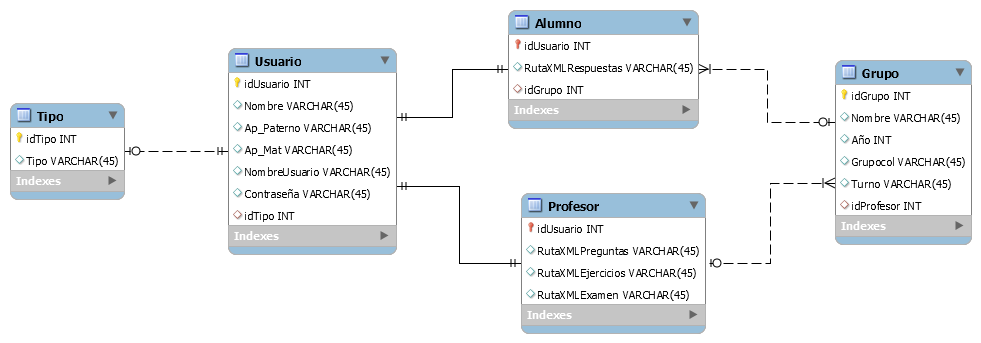 Tipo
idTipo INT
Tipo VARCHAR(45)
Indexes
Usuario
idUsuario INT
Nombre VARCHAR(45)
Ap_Paterno VARCHAR(45)
Ap_Mat VARCHAR(45)
NombreUsuario VARCHAR(45)
Contraseña VARCHAR(45)
idTipo INT
Indexes
Alumno
idUsuario INT
RutaXMLRespuestas VARCHAR(45)
idGrupo INT
Indexes
Profesor
idUsuario INT
RutaXMLPreguntas VARCHAR(45)
RutaXMLEjercicios VARCHAR(45)
RutaXMLExamen VARCHAR(45)
Indexes
Grupo
idGrupo INT
Nombre VARCHAR(45)
Año INT
Grupocol VARCHAR(45)
Turno VARCHAR(45)
idProfesor INT
Indexes